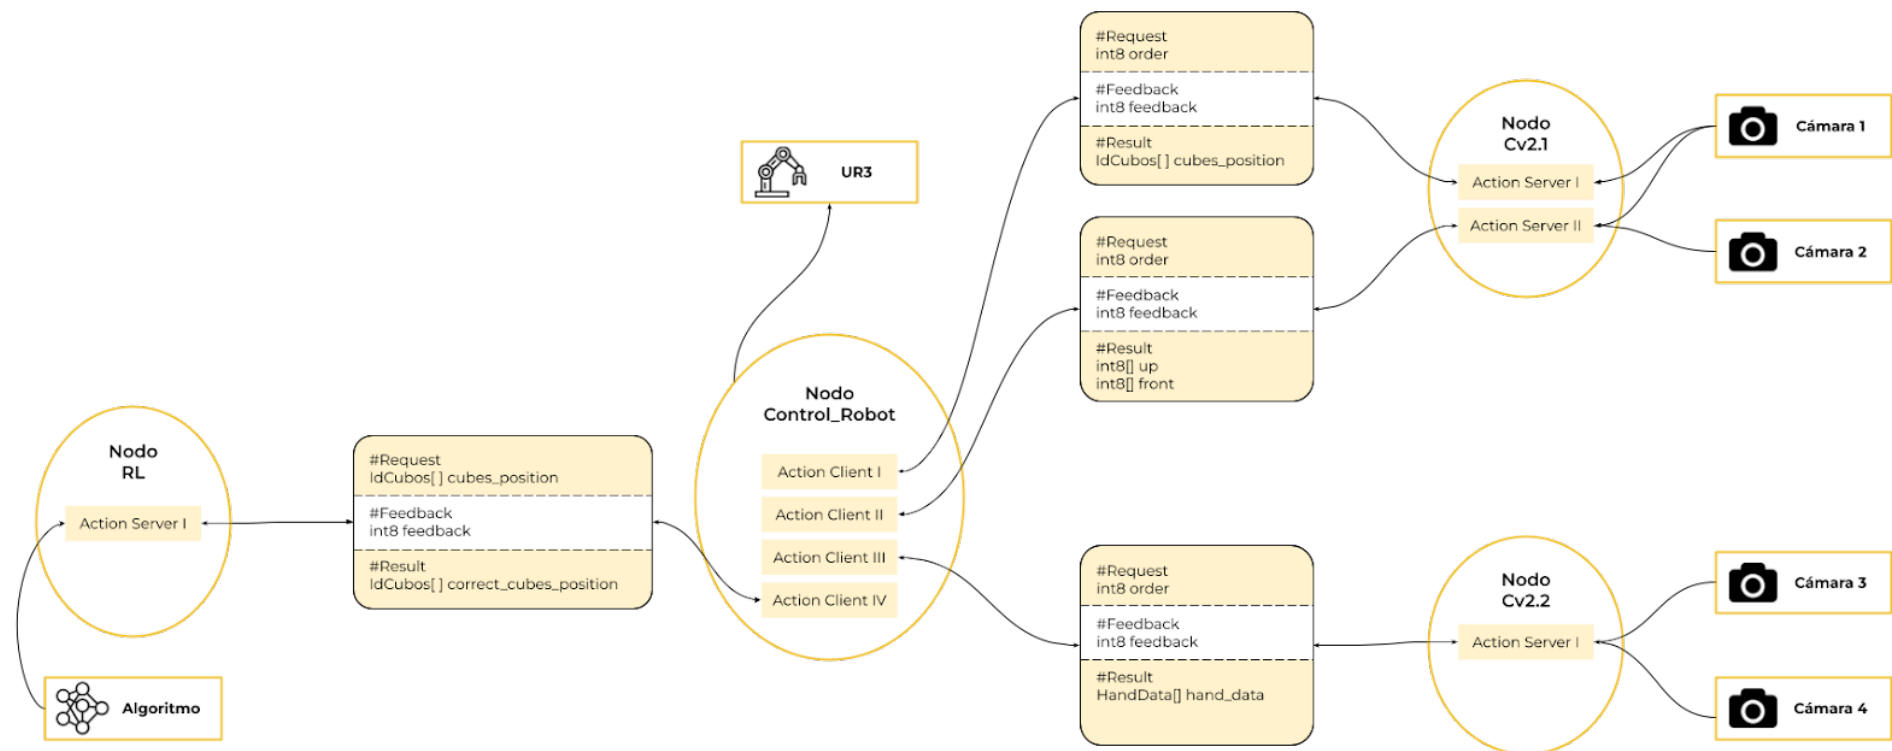 #Request
int8 order
#Feedback
int8 feedback
#Result
IdCubos[ ] cubes_position
Nodo
Cv2.1
Action Server I
Action Server II
Cámara 1
Cámara 2
UR3
#Request
int8 order
#Feedback
int8 feedback
#Result
int8[] up
int8[] front
Nodo
Control_Robot
Action Client I
Action Client II
Action Client III
Action Client IV
Nodo
RL
Action Server I
#Request
IdCubos[ ] cubes_position
#Feedback
int8 feedback
#Result
IdCubos[ ] correct_cubes_position
Algoritmo
#Request
int8 order
#Feedback
int8 feedback
#Result
HandData[] hand_data
Nodo
Cv2.2
Action Server I
Cámara 3
Cámara 4